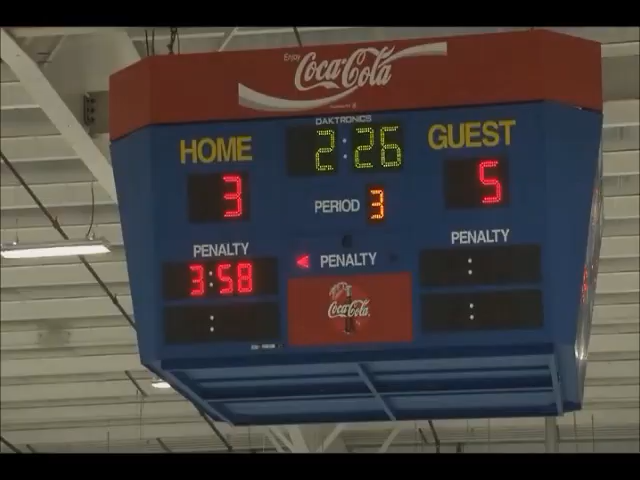 Enjoy
Coca-Cola
DAKTRONICS
HOME 2:26 GUEST
3 PERIOD 3 5
PENALTY PENALTY PENALTY
3:58 :
Coca-Cola
: :